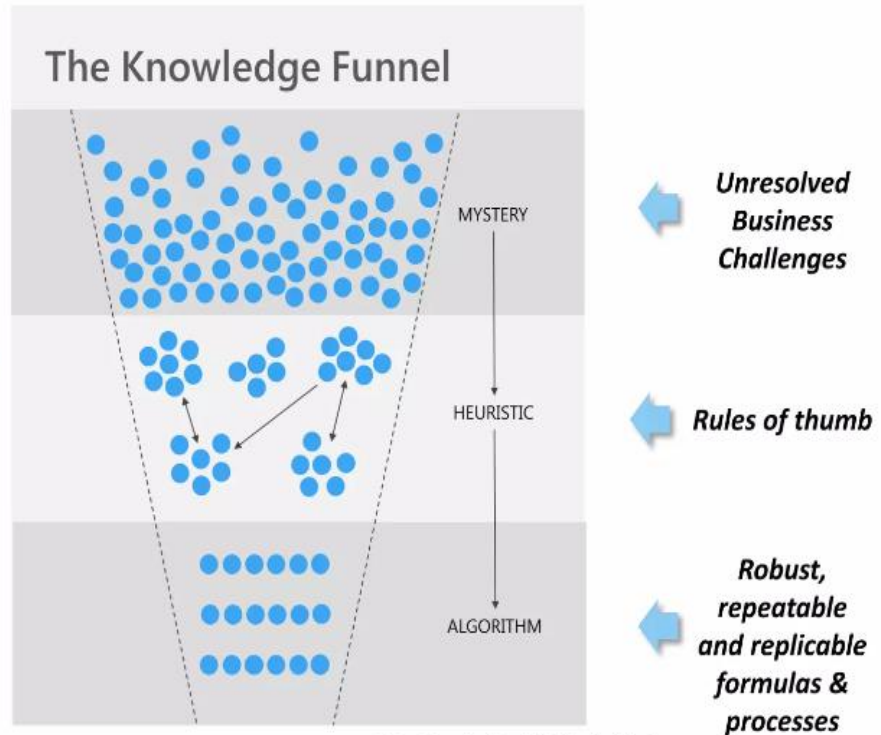 The Knowledge Funnel
MYSTERY
Unresolved
Business
Challenges
HEURISTIC
Rules of thumb
ALGORITHM
Robust,
repeatable
and replicable
formulas &
processes